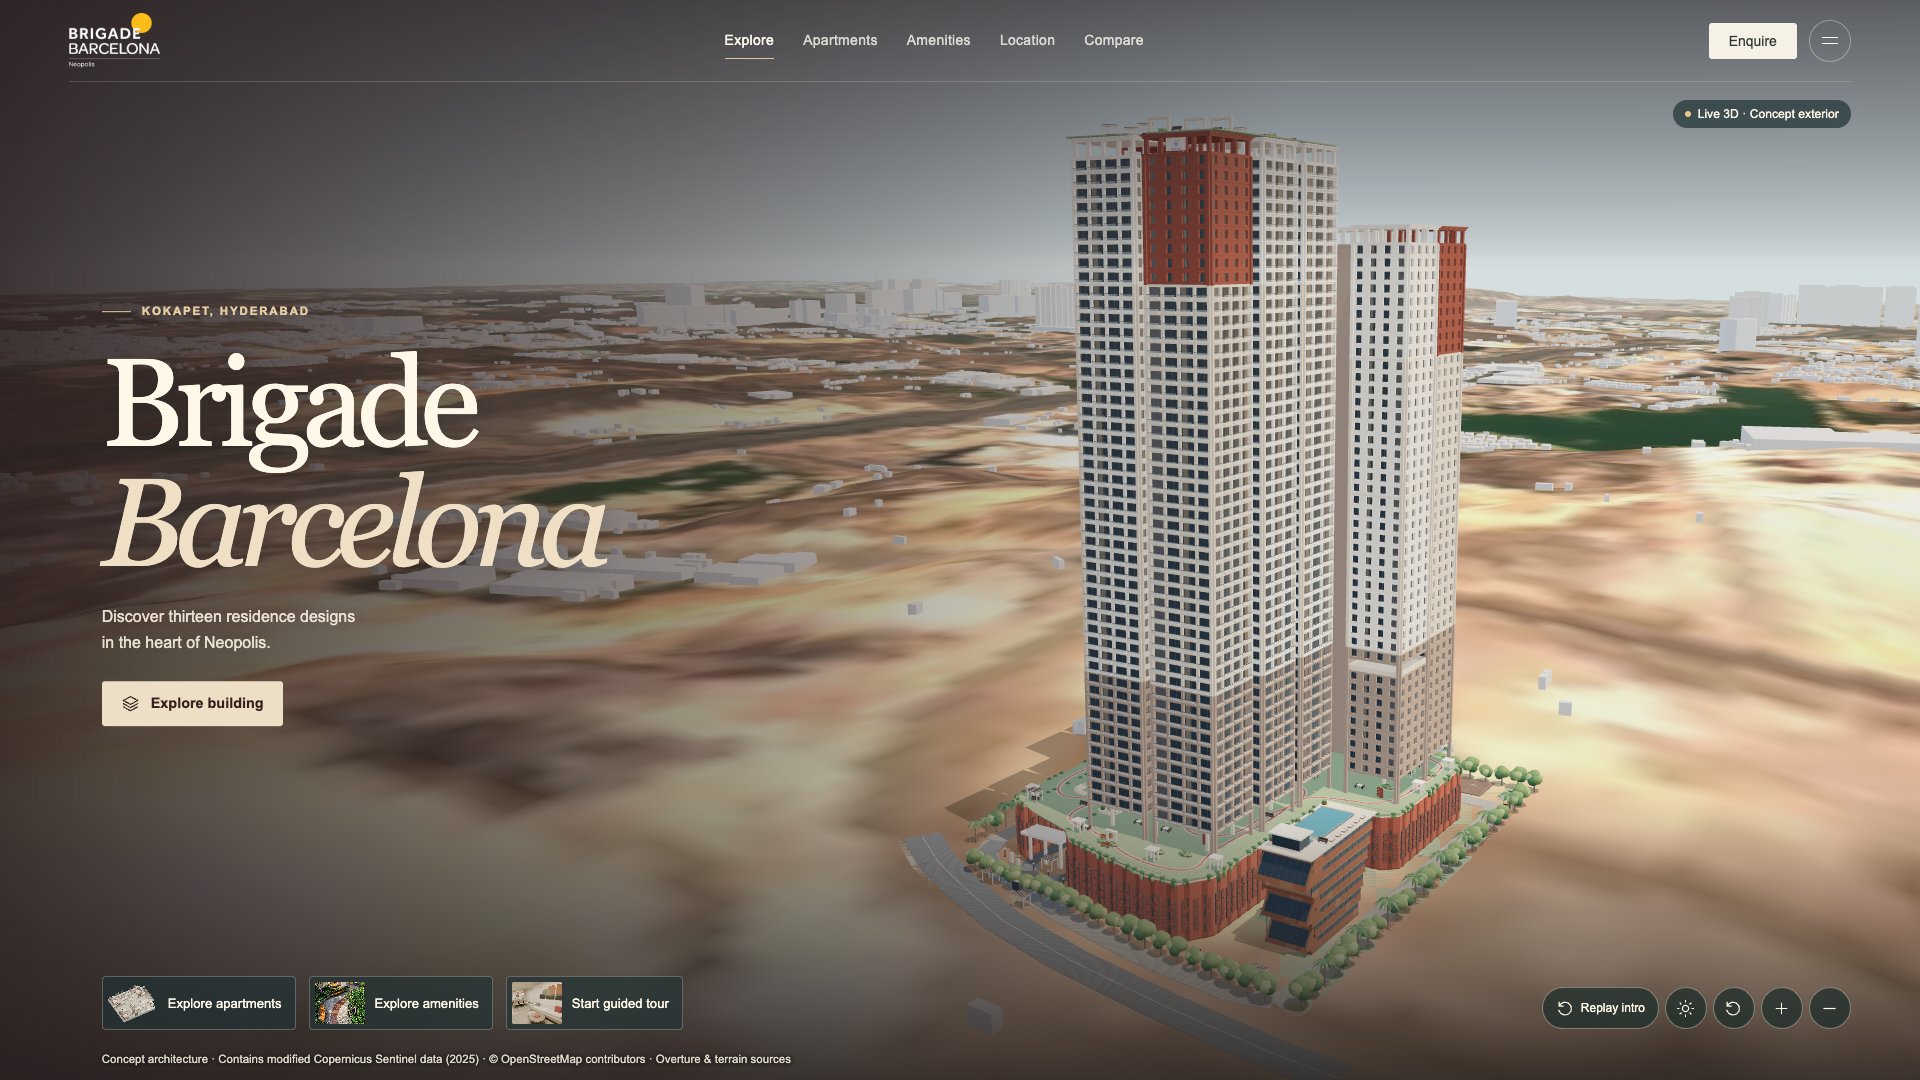 BRIGADE
BARCELONA
Neopolis
Explore
Apartments
Amenities
Location
Compare
Enquire
Live 3D · Concept exterior
KOKAPET, HYDERABAD
Brigade
Barcelona
Discover thirteen residence designs
in the heart of Neopolis.
Explore building
Explore apartments
Explore amenities
Start guided tour
Replay intro
Concept architecture · Contains modified Copernicus Sentinel data (2025) · © OpenStreetMap contributors · Overture & terrain sources